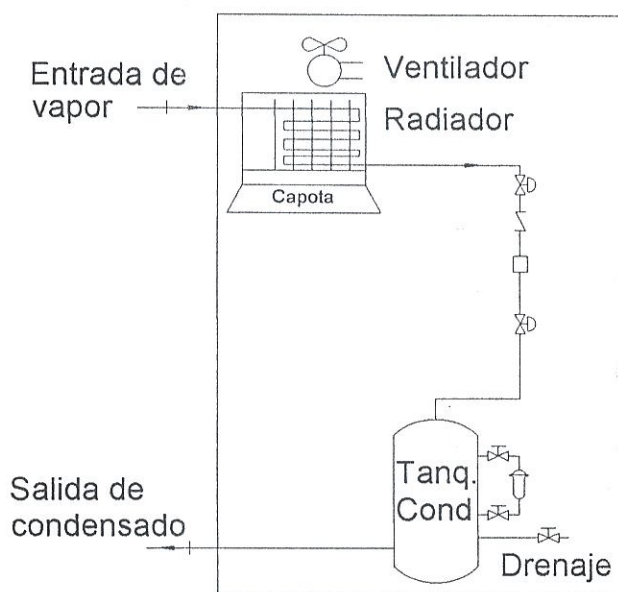 Entrada de
vapor
Ventilador
Radiador
Capota
Tanq.
Cond
Salida de
condensado
Drenaje